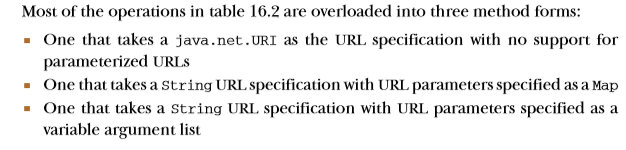 Most of the operations in table 16.2 are overloaded into three method forms:
■ One that takes a java.net.URI as the URL specification with no support for
parameterized URLs
■ One that takes a String URL specification with URL parameters specified as a Map
■ One that takes a String URL specification with URL parameters specified as a
variable argument list